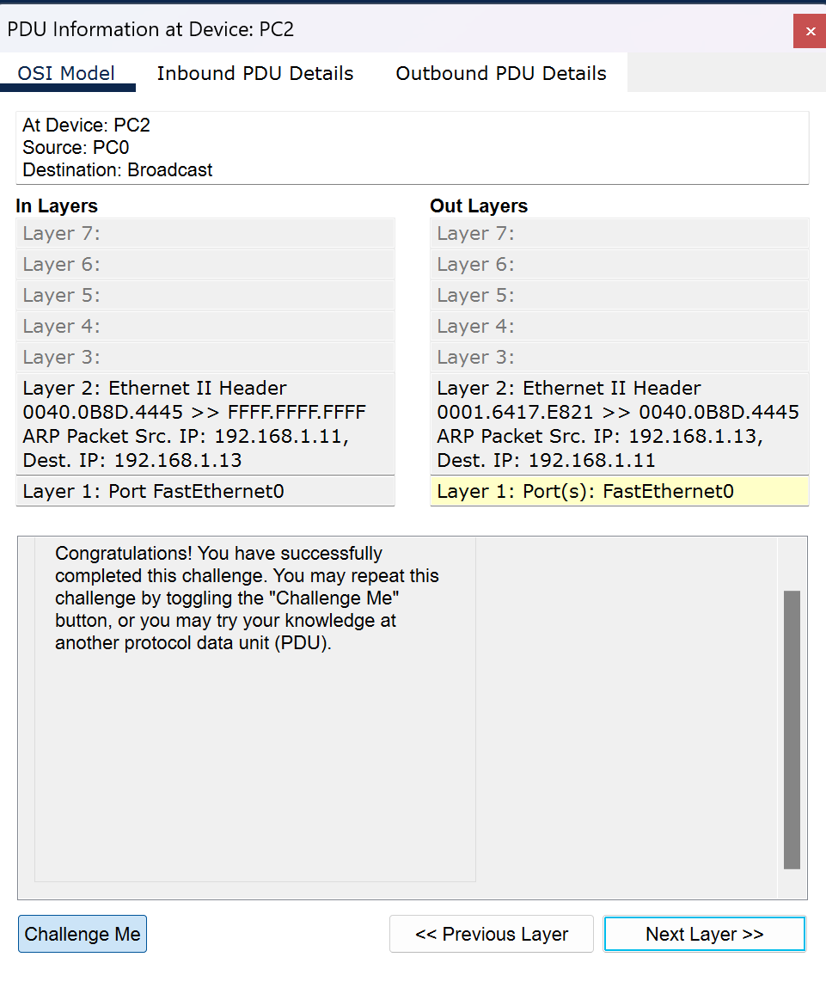 PDU Information at Device: PC2
×
OSI Model Inbound PDU Details Outbound PDU Details
At Device: PC2
Source: PC0
Destination: Broadcast
In Layers
Layer 7:
Layer 6:
Layer 5:
Layer 4:
Layer 3:
Layer 2: Ethernet II Header
0040.0B8D.4445 >> FFFF.FFFF.FFFF
ARP Packet Src. IP: 192.168.1.11,
Dest. IP: 192.168.1.13
Layer 1: Port FastEthernet0
Out Layers
Layer 7:
Layer 6:
Layer 5:
Layer 4:
Layer 3:
Layer 2: Ethernet II Header
0001.6417.E821 >> 0040.0B8D.4445
ARP Packet Src. IP: 192.168.1.13,
Dest. IP: 192.168.1.11
Layer 1: Port(s): FastEthernet0
Congratulations! You have successfully
completed this challenge. You may repeat this
challenge by toggling the "Challenge Me"
button, or you may try your knowledge at
another protocol data unit (PDU).
Challenge Me << Previous Layer Next Layer >>